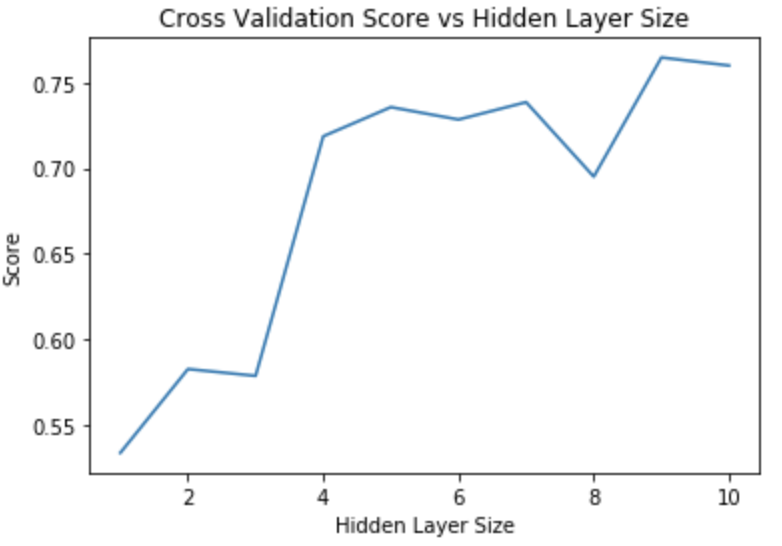 Cross Validation Score vs Hidden Layer Size
0.75
0.70
0.65
0.60
0.55
Score
2 4 6 8 10
Hidden Layer Size